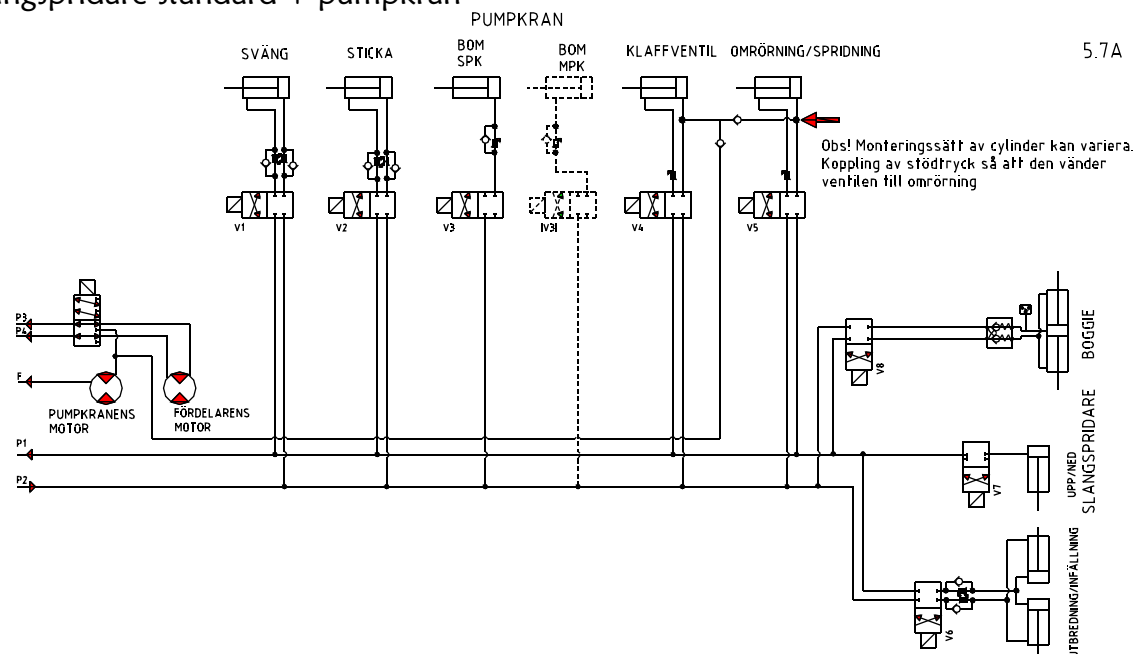 ngspridare standard + pumpkran
PUMPKRAN
SVÄNG
STICKA
BOM
SPK
BOM
MPK
KLAFFVENTIL
OMRÖRNING/SPRIDNING
5.7A
Obs! Monteringssätt av cylinder kan variera.
Koppling av stödtryck så att den vänder
ventilen till omrörning
V1
V2
V3
(V3)
V4
V5
P3
P4
F
PUMPKRANENS
MOTOR
FÖRDELARENS
MOTOR
P1
P2
V8
BOGGIE
V7
UPP/NED
SLANGSPRIDARE
V6
UTBREDNING/INFÄLLNING